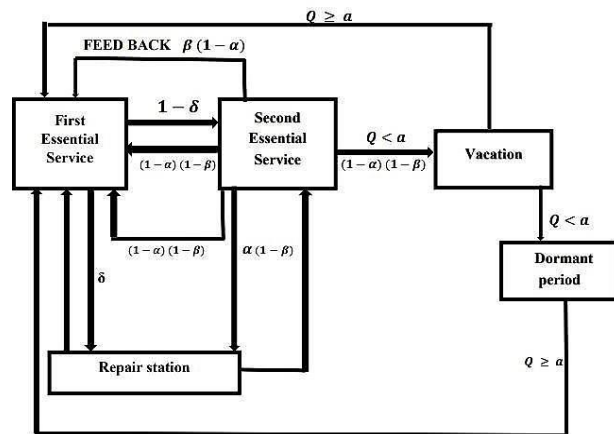 Q ≥ a
FEED BACK β (1−α)
First
Essential
Service
1 − δ
Second
Essential
Service
Q < a
(1−α) (1−β)
(1−α) (1−β)
Vacation
(1−α) (1−β)
α (1−β)
Q < a
δ
Dormant
period
Repair station
Q ≥ a